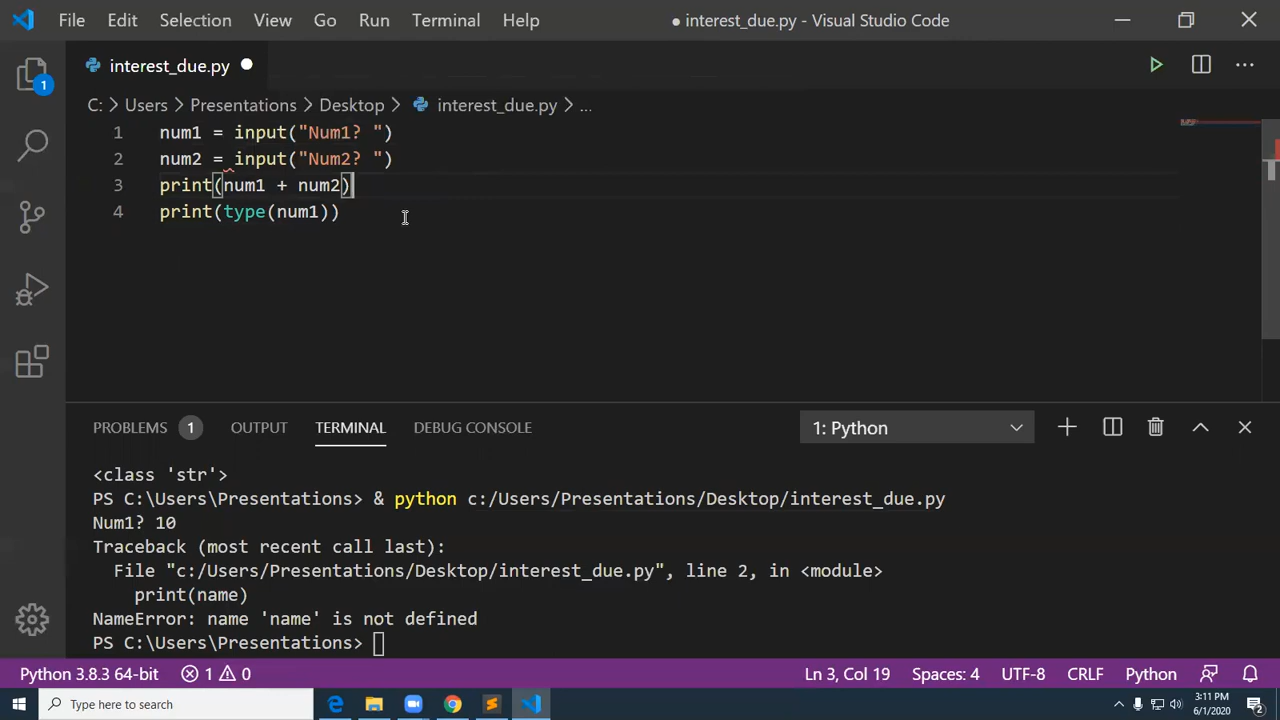 File Edit Selection View Go Run Terminal Help ● interest_due.py - Visual Studio Code
interest_due.py
C: > Users > Presentations > Desktop > interest_due.py > ...
1 num1 = input("Num1? ")
2 num2 = input("Num2? ")
3 print(num1 + num2)
4 print(type(num1))
1
PROBLEMS 1 OUTPUT TERMINAL DEBUG CONSOLE 1: Python
<class 'str'>
PS C:\Users\Presentations> & python c:/Users/Presentations/Desktop/interest_due.py
Num1? 10
Traceback (most recent call last):
  File "c:/Users/Presentations/Desktop/interest_due.py", line 2, in <module>
    print(name)
NameError: name 'name' is not defined
PS C:\Users\Presentations>
Python 3.8.3 64-bit 1 0 Ln 3, Col 19 Spaces: 4 UTF-8 CRLF Python
Type here to search
3:11 PM
6/1/2020
2